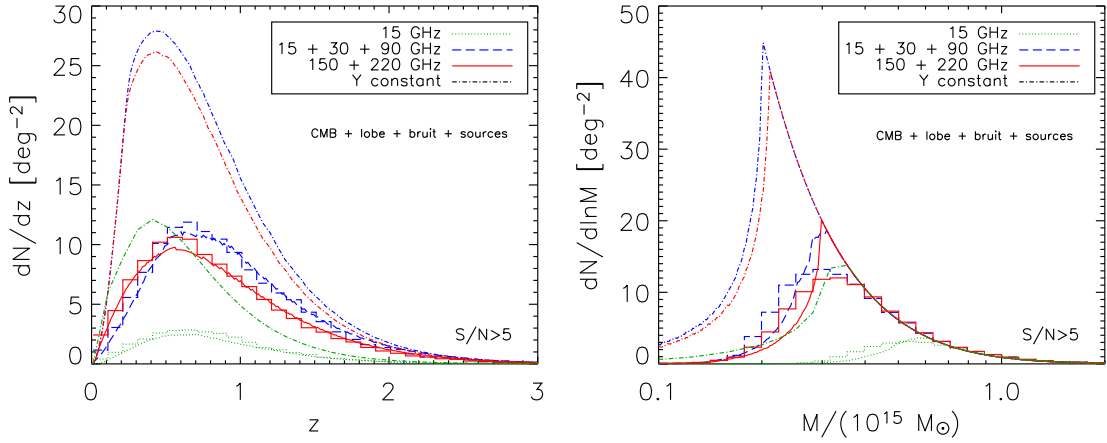 30
25
20
15
10
5
0
dN/dz [deg⁻²]
15 GHz
15 + 30 + 90 GHz
150 + 220 GHz
Y constant
CMB + lobe + bruit + sources
S/N>5
0 1 2 3
z
50
40
30
20
10
0
dN/dlnM [deg⁻²]
15 GHz
15 + 30 + 90 GHz
150 + 220 GHz
Y constant
CMB + lobe + bruit + sources
S/N>5
0.1 1.0
M/(10¹⁵ M☉)